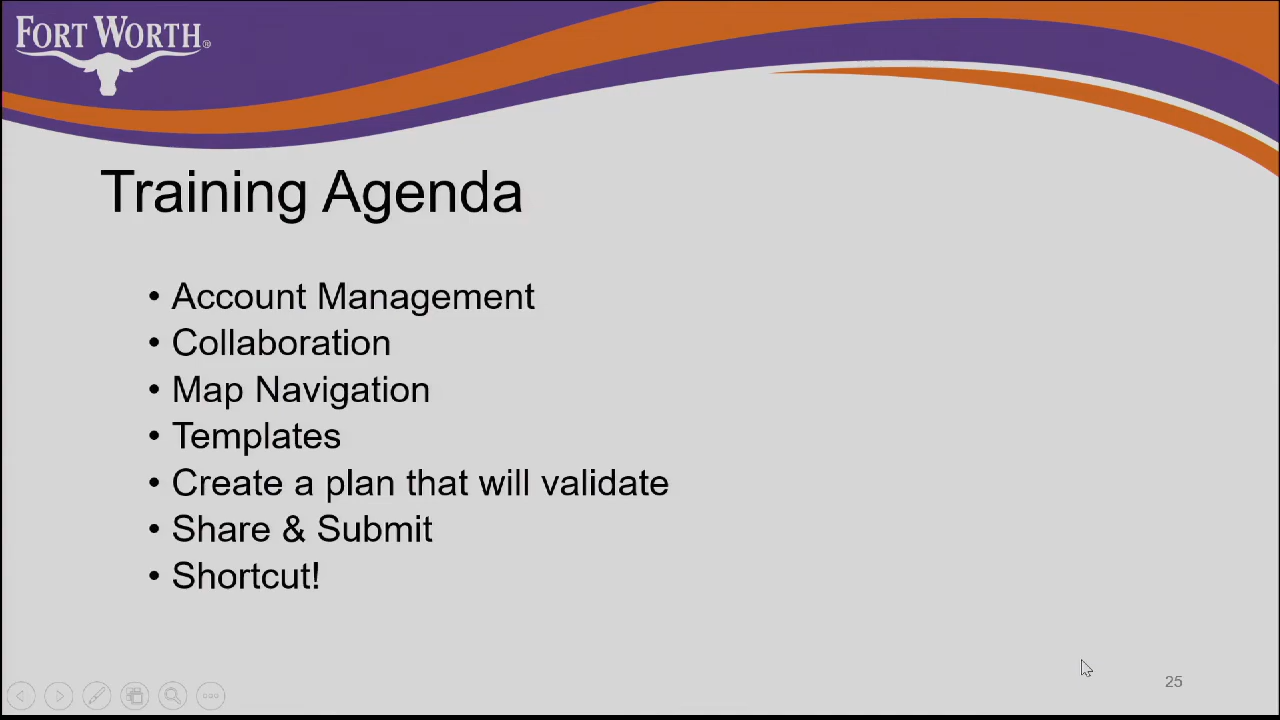 FORT WORTH®
Training Agenda
• Account Management
• Collaboration
• Map Navigation
• Templates
• Create a plan that will validate
• Share & Submit
• Shortcut!
25